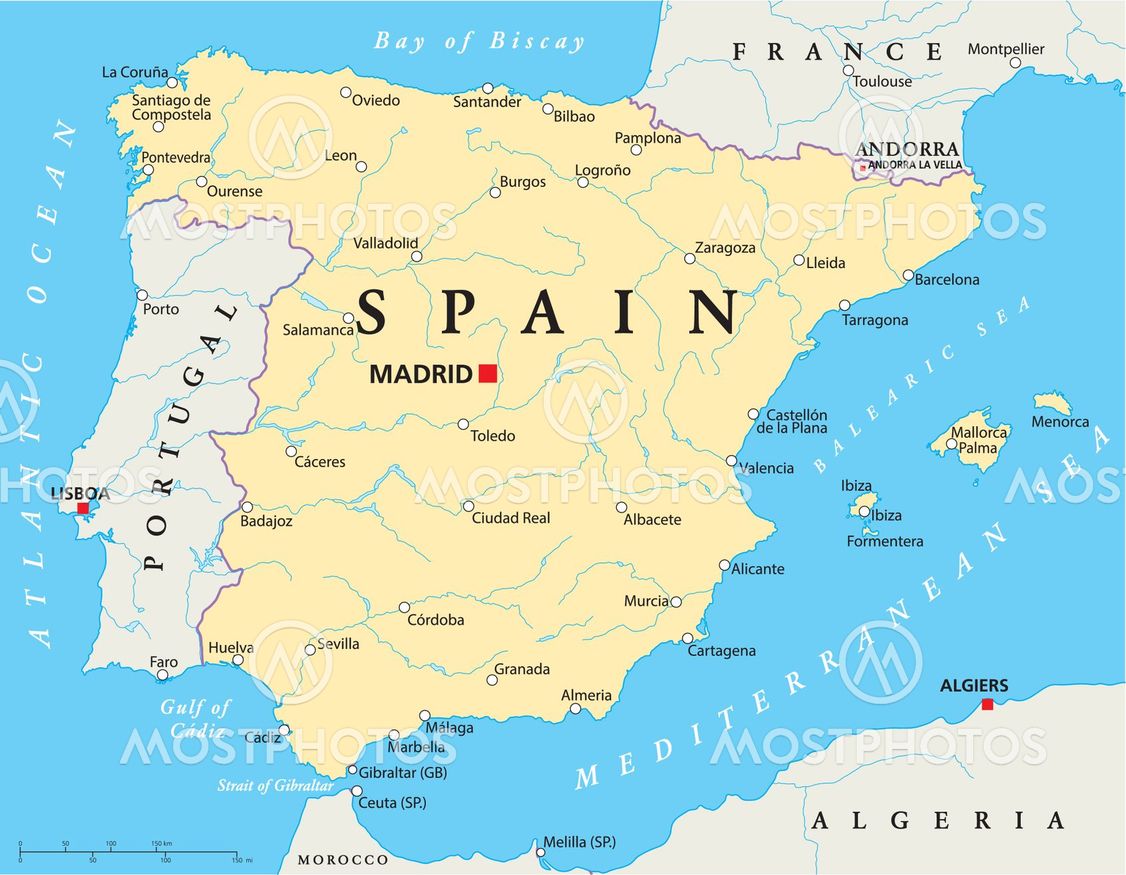 Bay of Biscay
FRANCE
Montpellier
Toulouse
La Coruña
Santiago de
Compostela
Oviedo
Santander
Bilbao
Pamplona
ANDORRA
ANDORRA LA VELLA
Pontevedra
Ourense
Leon
Burgos
Logroño
MOSTPHOTOS
MOSTPHOTOS
Valladolid
Zaragoza
Lleida
Barcelona
Porto
Salamanca
SPAIN
Tarragona
MADRID
ATLANTIC OCEAN
PORTUGAL
BALEARIC SEA
Toledo
Castellón
de la Plana
Menorca
Mallorca
Palma
Cáceres
Valencia
LISBOA
MOSTPHOTOS
MOSTPHOTOS
MOSTPHOTOS
Badajoz
Ciudad Real
Albacete
Ibiza
Ibiza
Formentera
Alicante
Murcia
Córdoba
Cartagena
Huelva
Sevilla
Faro
Granada
Almeria
MEDITERRANEAN SEA
ALGIERS
Gulf of
Cádiz
Cádiz
Málaga
Marbella
MOSTPHOTOS
MOSTPHOTOS
Gibraltar (GB)
Strait of Gibraltar
Ceuta (SP.)
ALGERIA
Melilla (SP.)
MOROCCO
0 50 100 150 km
0 50 100 150 mi